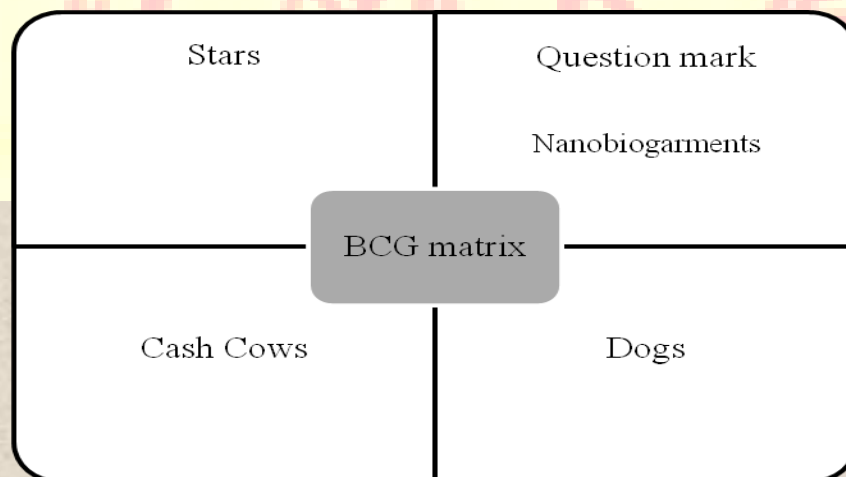 Stars
Question mark
Nanobiogarments
BCG matrix
Cash Cows
Dogs